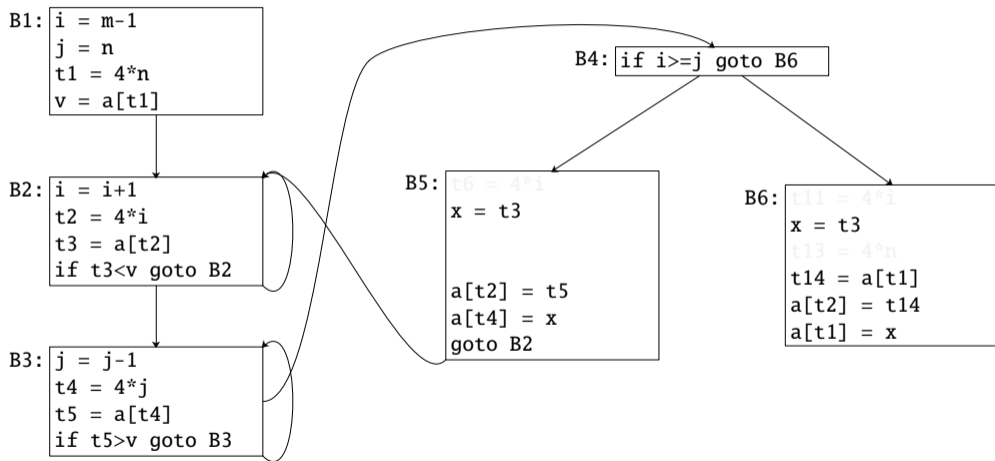 B1: i = m-1
j = n
t1 = 4*n
v = a[t1]
B2: i = i+1
t2 = 4*i
t3 = a[t2]
if t3<v goto B2
B3: j = j-1
t4 = 4*j
t5 = a[t4]
if t5>v goto B3
B4: if i>=j goto B6
B5: t6 = 4*i
x = t3
a[t2] = t5
a[t4] = x
goto B2
B6: t11 = 4*i
x = t3
t13 = 4*n
t14 = a[t1]
a[t2] = t14
a[t1] = x